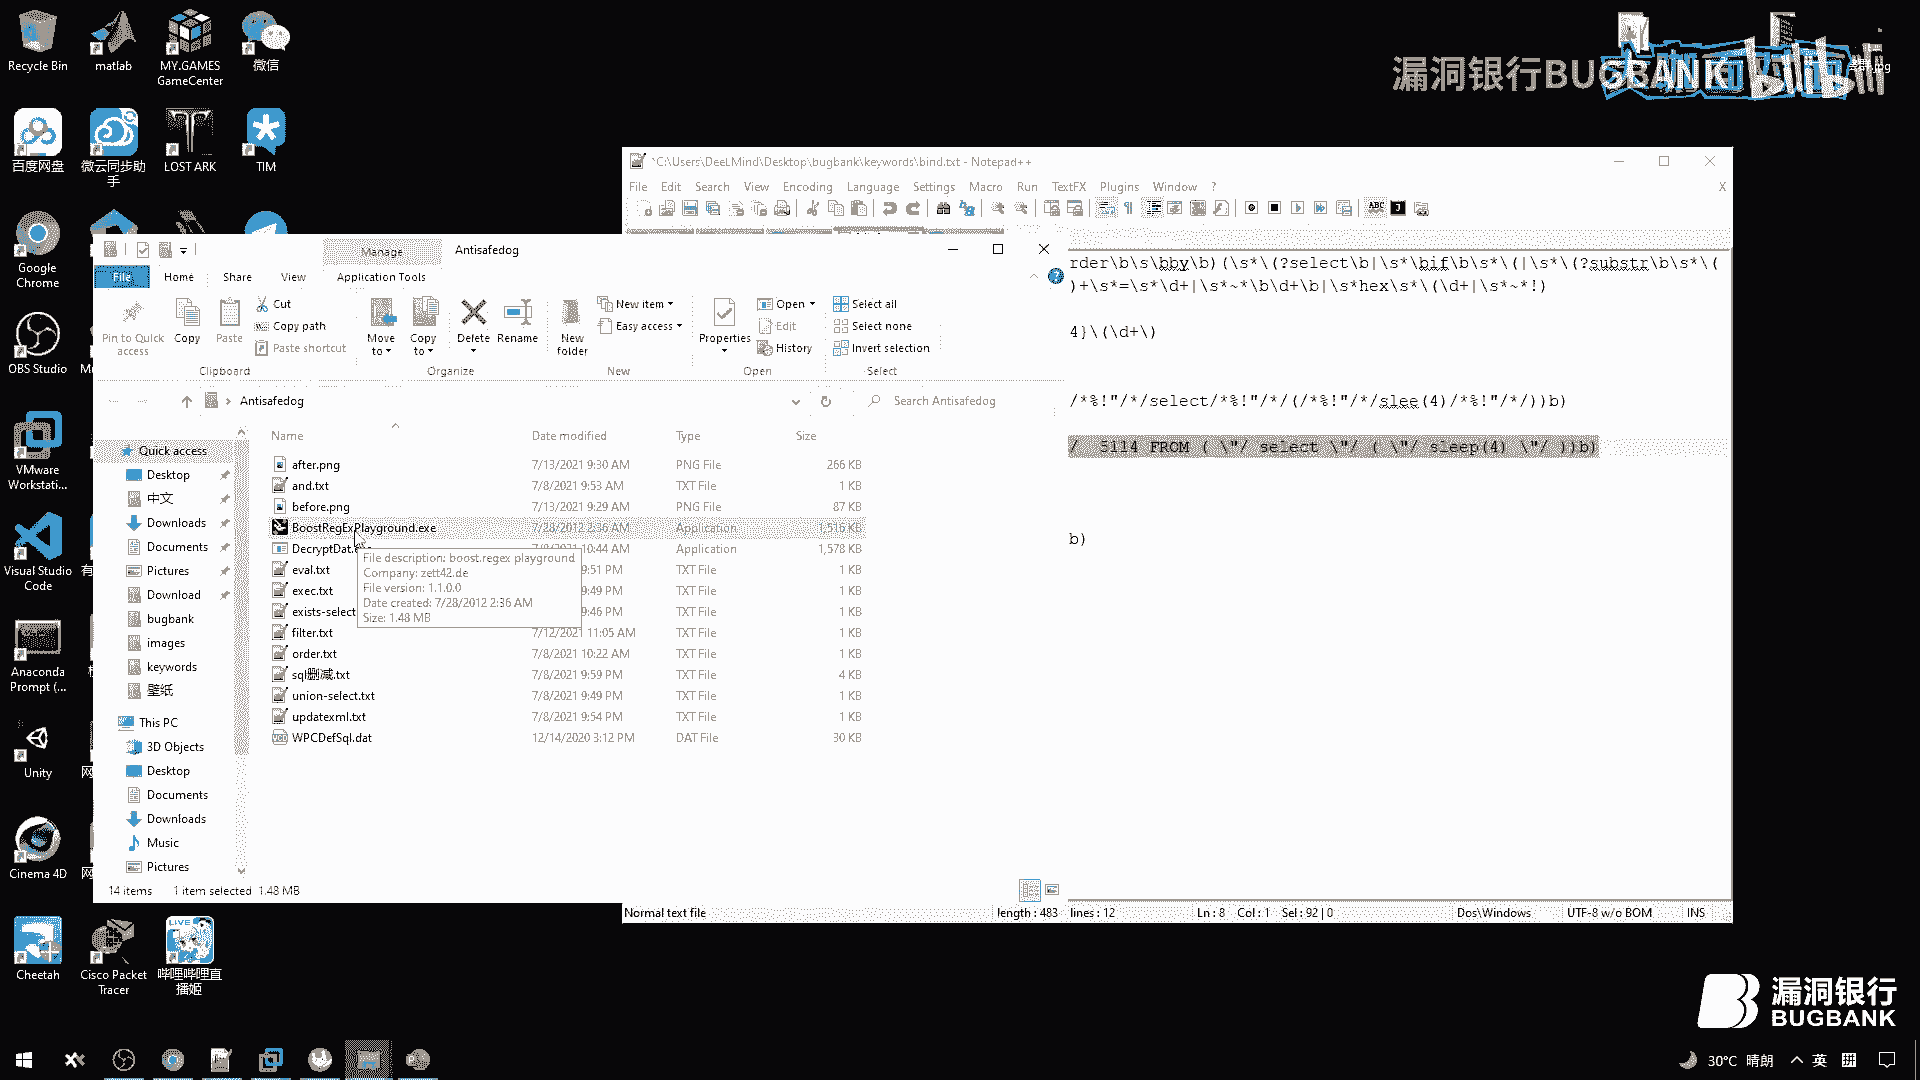 Recycle Bin
matlab
MY.GAMES
GameCenter
微信
百度网盘
微云同步助
手
LOST ARK
TIM
Google
Chrome
OBS Studio
VMware
Workstati...
Visual Studio
Code
Anaconda
Prompt (...
Unity
Cinema 4D
Cheetah
Cisco Packet
Tracer
哔哩哔哩直
播姬
漏洞银行BUGBANK
bilibili
*C:\Users\DeeLMind\Desktop\bugbank\keywords\bind.txt - Notepad++
File Edit Search View Encoding Language Settings Macro Run TextFX Plugins Window ?
X
rder\b\s\bby\b)(\s*\(?select\b|\s*\bif\b\s*\(|\s*\(?substr\b\s*\(
)+\s*=\s*\d+|\s*~*\b\d+\b|\s*hex\s*\(\d+|\s*~*!)
4}\(\d+\)
/*%!"/*/select/*%!"/*/(/*%!"/*/slee(4)/*%!"/*/))b)
/ 5114 FROM ( \"/ select \"/ ( \"/ sleep(4) \"/ ))b)
b)
Normal text file
length : 483 lines : 12
Ln : 8 Col : 1 Sel : 92 | 0
Dos\Windows
UTF-8 w/o BOM
INS
Manage
Antisafedog
File
Home
Share
View
Application Tools
Pin to Quick
access
Copy
Paste
Cut
Copy path
Paste shortcut
Clipboard
Move
to
Copy
to
Delete
Rename
Organize
New
folder
New item
Easy access
New
Properties
Open
Edit
History
Open
Select all
Select none
Invert selection
Select
Antisafedog
Search Antisafedog
Quick access
Desktop
中文
Downloads
Documents
Pictures
Download
bugbank
images
keywords
壁纸
This PC
3D Objects
Desktop
Documents
Downloads
Music
Pictures
Name Date modified Type Size
after.png 7/13/2021 9:30 AM PNG File 266 KB
and.txt 7/8/2021 9:53 AM TXT File 1 KB
before.png 7/13/2021 9:29 AM PNG File 87 KB
BoostRegExPlayground.exe 7/28/2012 2:36 AM Application 1,516 KB
DecryptDat. 10:44 AM Application 1,578 KB
eval.txt 9:51 PM TXT File 1 KB
exec.txt 9:49 PM TXT File 1 KB
exists-select 9:46 PM TXT File 1 KB
filter.txt 7/12/2021 11:05 AM TXT File 1 KB
order.txt 7/8/2021 10:22 AM TXT File 1 KB
sql删减.txt 7/8/2021 9:59 PM TXT File 4 KB
union-select.txt 7/8/2021 9:49 PM TXT File 1 KB
updatexml.txt 7/8/2021 9:54 PM TXT File 1 KB
WPCDefSql.dat 12/14/2020 3:12 PM DAT File 30 KB
File description: boost.regex playground
Company: zett42.de
File version: 1.1.0.0
Date created: 7/28/2012 2:36 AM
Size: 1.48 MB
14 items 1 item selected 1.48 MB
漏洞银行
BUGBANK
30°C 晴朗
英